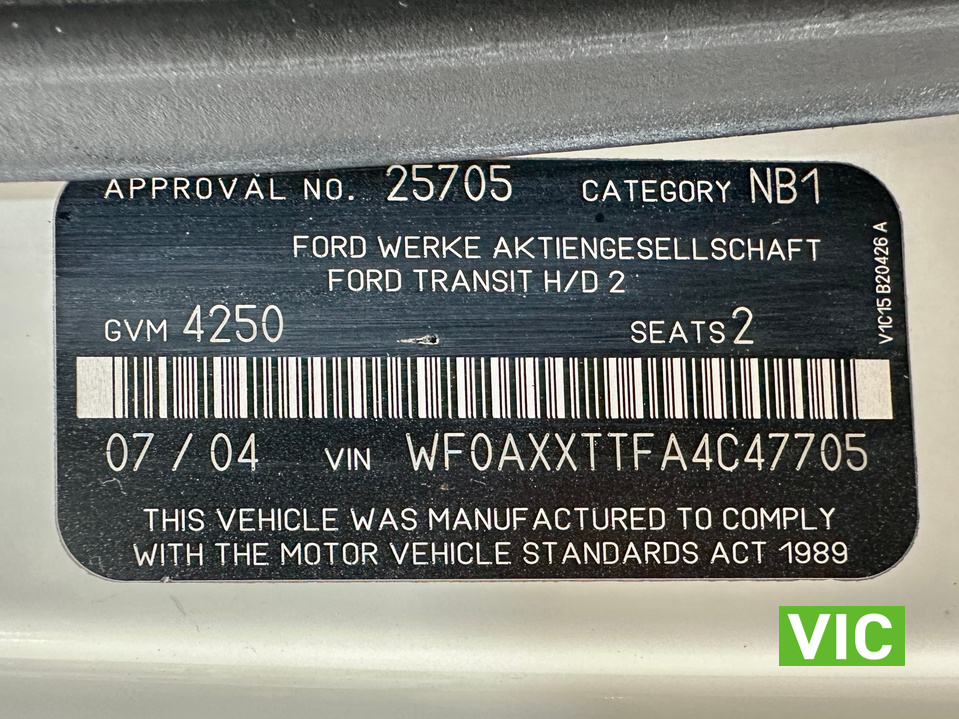 APPROVAL NO. 25705 CATEGORY NB1
FORD WERKE AKTIENGESELLSCHAFT
FORD TRANSIT H/D 2
GVM 4250 SEATS 2
V1C15 B20426 A
07 / 04 VIN WF0AXXTTFA4C47705
THIS VEHICLE WAS MANUFACTURED TO COMPLY
WITH THE MOTOR VEHICLE STANDARDS ACT 1989
VIC